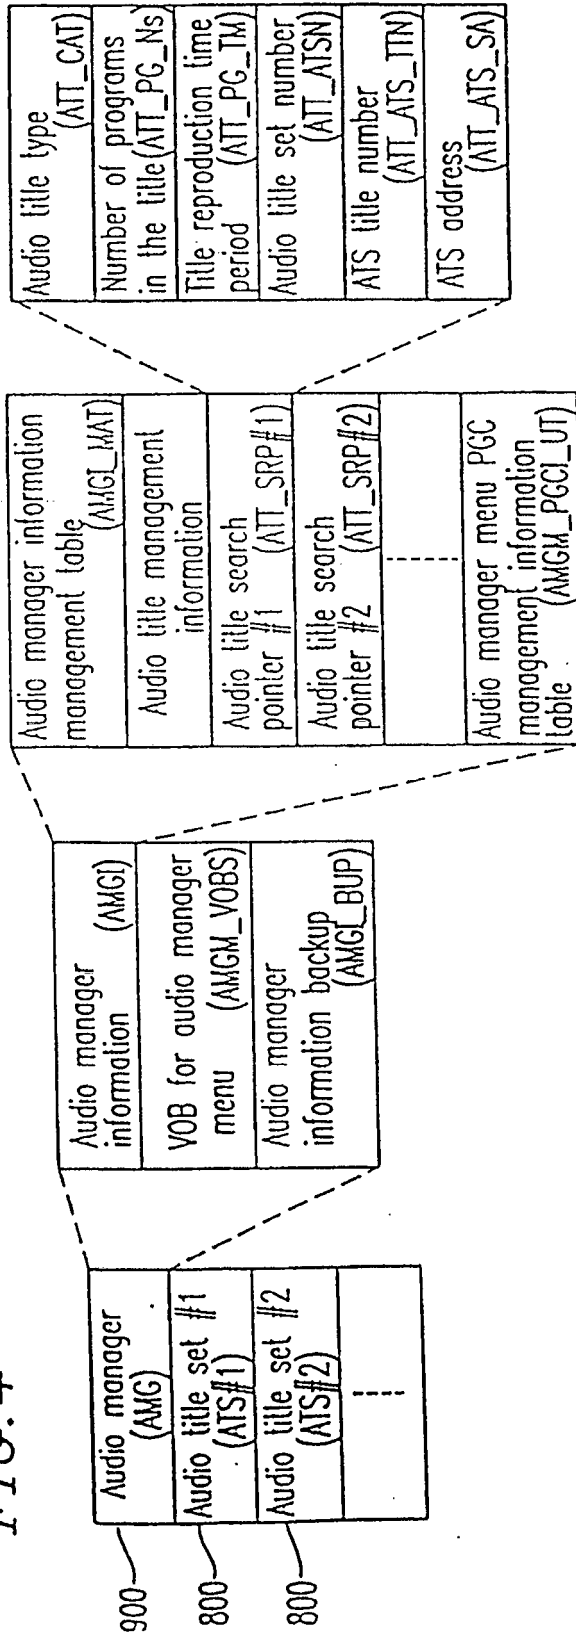 FIG.4
900
800
800
Audio manager
(AMG)
Audio title set #1
(ATS#1)
Audio title set #2
(ATS#2)
Audio manager
information (AMGI)
VOB for audio manager
menu (AMGM_VOBS)
Audio manager
information backup
(AMGI_BUP)
Audio manager information
management table
(AMGI_MAT)
Audio title management
information
Audio title search
pointer #1 (ATT_SRP#1)
Audio title search
pointer #2 (ATT_SRP#2)
Audio manager menu PGC
management information
table (AMGM_PGCI_UT)
Audio title type
(ATT_CAT)
Number of programs
in the title (ATT_PG_Ns)
Title reproduction time
period (ATT_PG_TM)
Audio title set number
(ATT_ATSN)
ATS title number
(ATT_ATS_TTN)
ATS address
(ATT_ATS_SA)